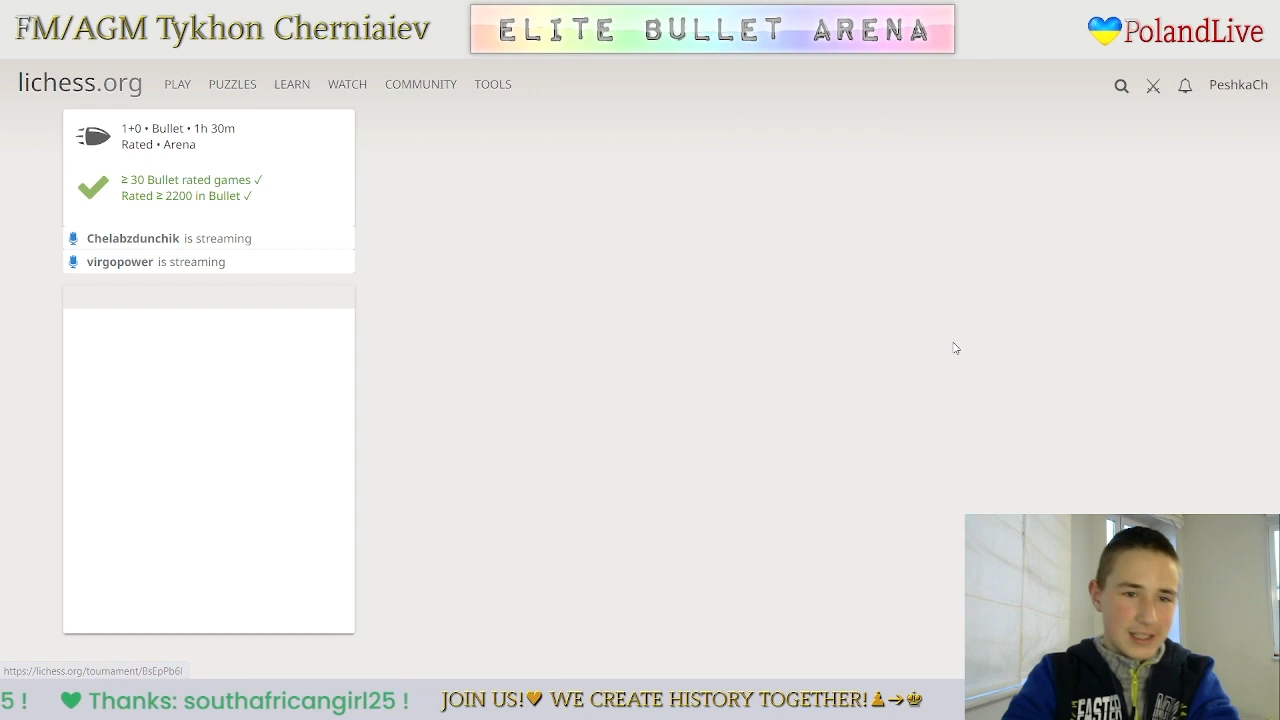 FM/AGM Tykhon Cherniaiev
ELITE BULLET ARENA
PolandLive
lichess.org PLAY PUZZLES LEARN WATCH COMMUNITY TOOLS PeshkaCh
1+0 • Bullet • 1h 30m
Rated • Arena
≥ 30 Bullet rated games ✓
Rated ≥ 2200 in Bullet ✓
Chelabzdunchik is streaming
virgopower is streaming
https://lichess.org/tournament/BsEpPb6I
5 ! Thanks: southafricangirl25 ! JOIN US! WE CREATE HISTORY TOGETHER!
FASTER